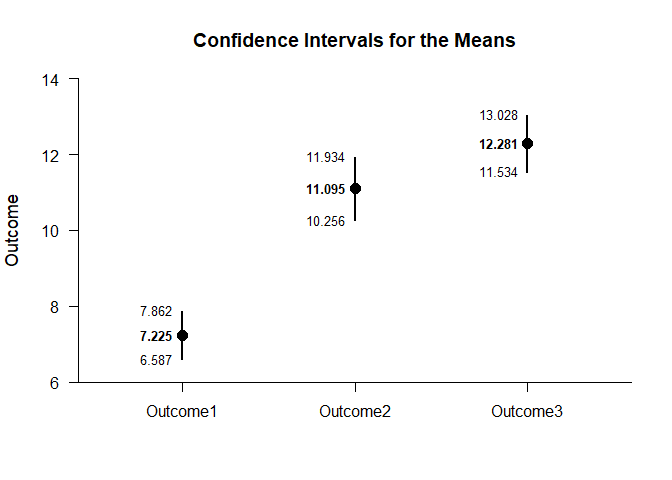 Confidence Intervals for the Means
Outcome
14
12
10
8
6
7.862
7.225
6.587
11.934
11.095
10.256
13.028
12.281
11.534
Outcome1
Outcome2
Outcome3